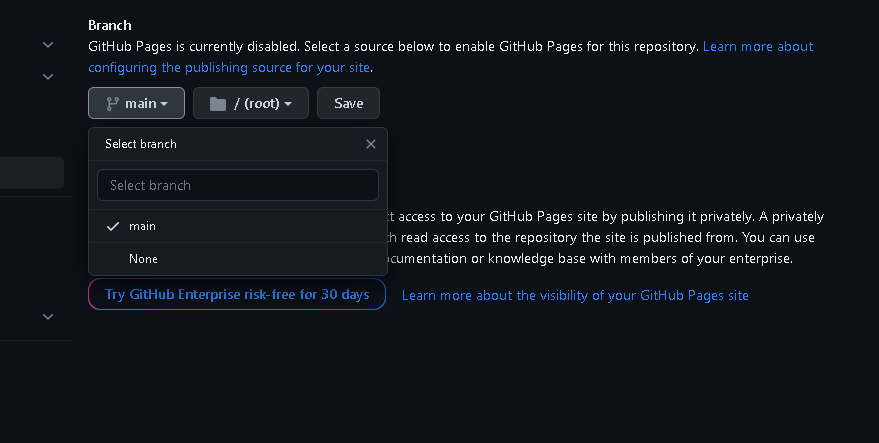 Branch
GitHub Pages is currently disabled. Select a source below to enable GitHub Pages for this repository. Learn more about
configuring the publishing source for your site.
main / (root) Save
Select branch
Select branch
main
None
access to your GitHub Pages site by publishing it privately. A privately
read access to the repository the site is published from. You can use
or knowledge base with members of your enterprise.
Try GitHub Enterprise risk-free for 30 days Learn more about the visibility of your GitHub Pages site